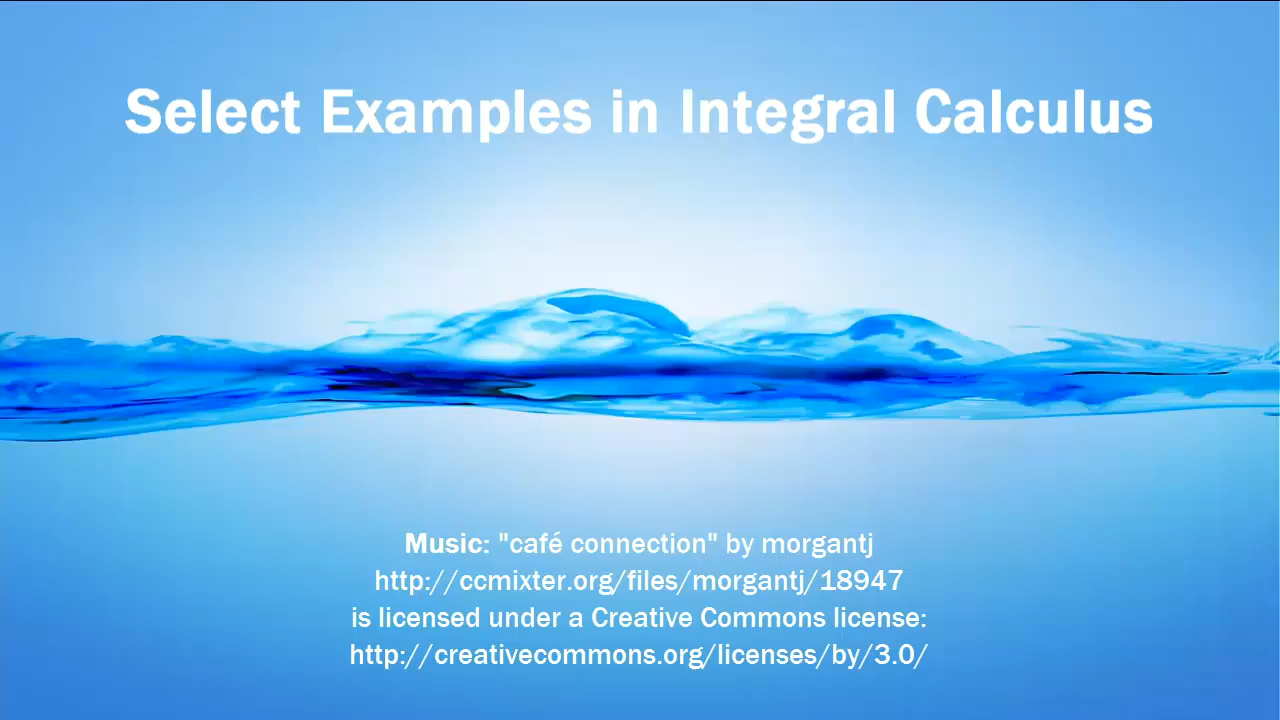 Select Examples in Integral Calculus
Music: "café connection" by morgantj
http://ccmixter.org/files/morgantj/18947
is licensed under a Creative Commons license:
http://creativecommons.org/licenses/by/3.0/